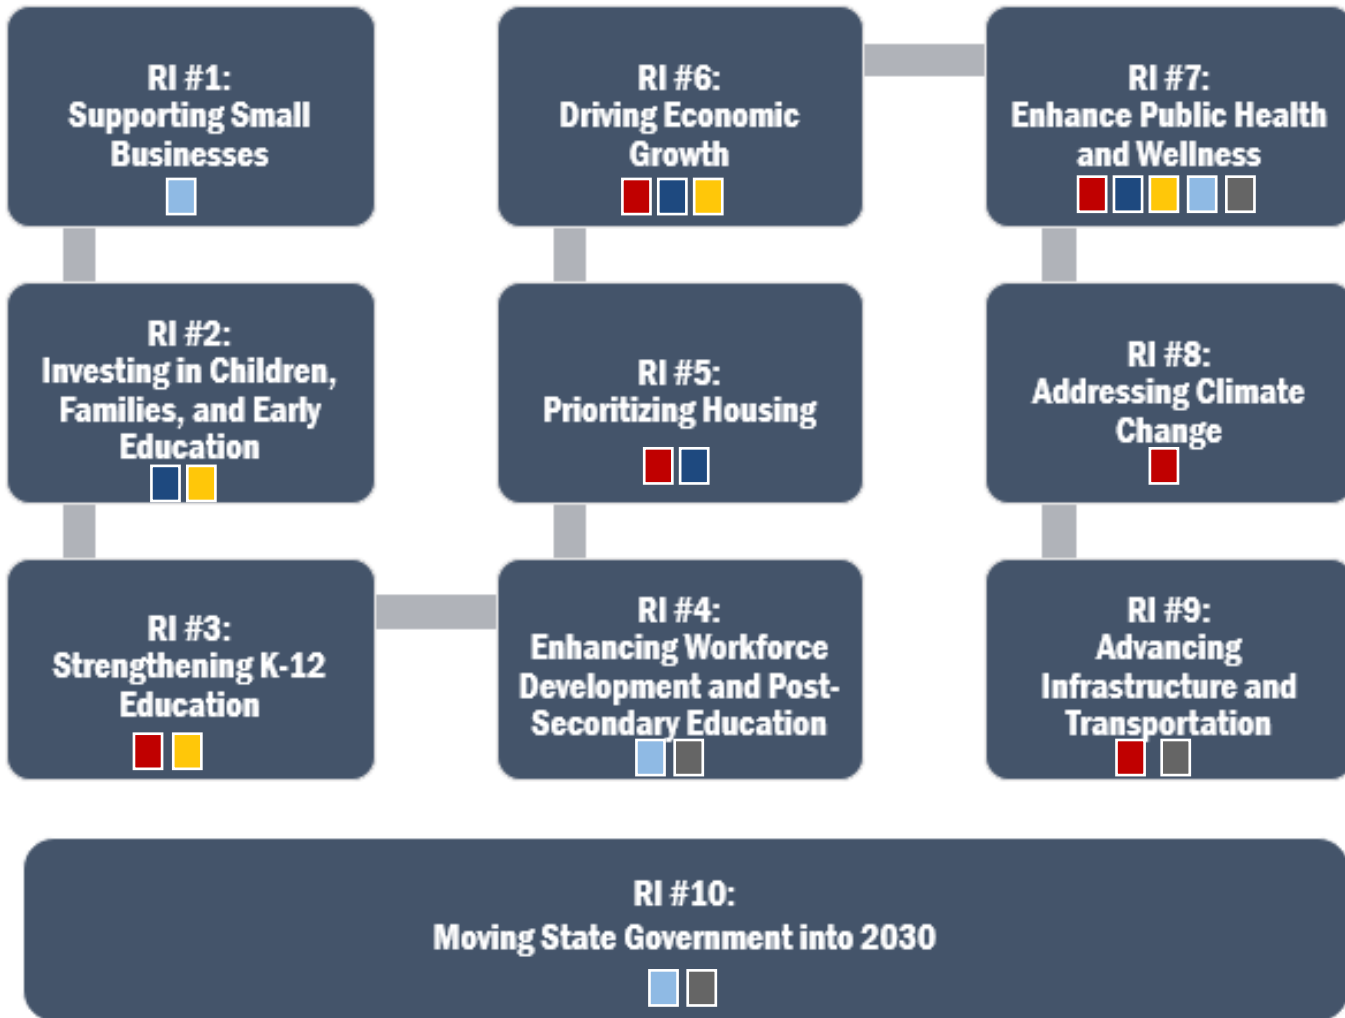 RI #1:
Supporting Small
Businesses
RI #2:
Investing in Children,
Families, and Early
Education
RI #3:
Strengthening K-12
Education
RI #4:
Enhancing Workforce
Development and Post-
Secondary Education
RI #5:
Prioritizing Housing
RI #6:
Driving Economic
Growth
RI #7:
Enhance Public Health
and Wellness
RI #8:
Addressing Climate
Change
RI #9:
Advancing
Infrastructure and
Transportation
RI #10:
Moving State Government into 2030